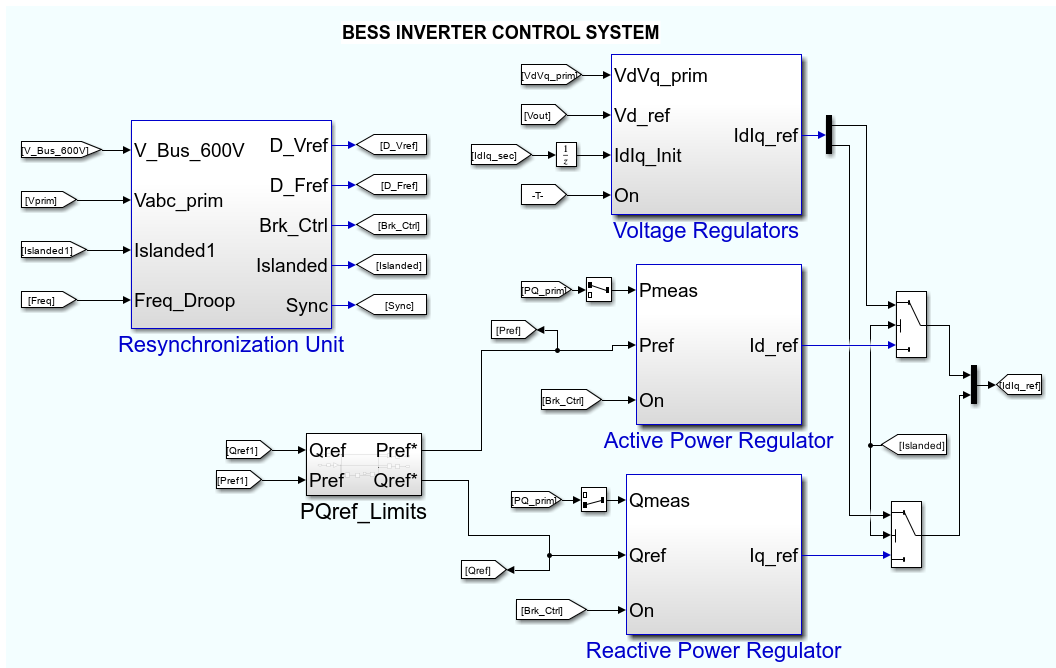 BESS INVERTER CONTROL SYSTEM
[V_Bus_600V]
[Vprim]
[Islanded1]
[Freq]
V_Bus_600V
Vabc_prim
Islanded1
Freq_Droop
D_Vref
D_Fref
Brk_Ctrl
Islanded
Sync
[D_Vref]
[D_Fref]
[Brk_Ctrl]
[Islanded]
[Sync]
Resynchronization Unit
[VdVq_prim]
[Vout]
[IdIq_sec]
1
z
-T-
VdVq_prim
Vd_ref
IdIq_Init
On
IdIq_ref
Voltage Regulators
[PQ_prim]
[Pref]
[Brk_Ctrl]
Pmeas
Pref
On
Id_ref
Active Power Regulator
[Qref1]
[Pref1]
Qref
Pref
Pref*
Qref*
PQref_Limits
[PQ_prim]
[Qref]
[Brk_Ctrl]
Qmeas
Qref
On
Iq_ref
Reactive Power Regulator
[Islanded]
[IdIq_ref]